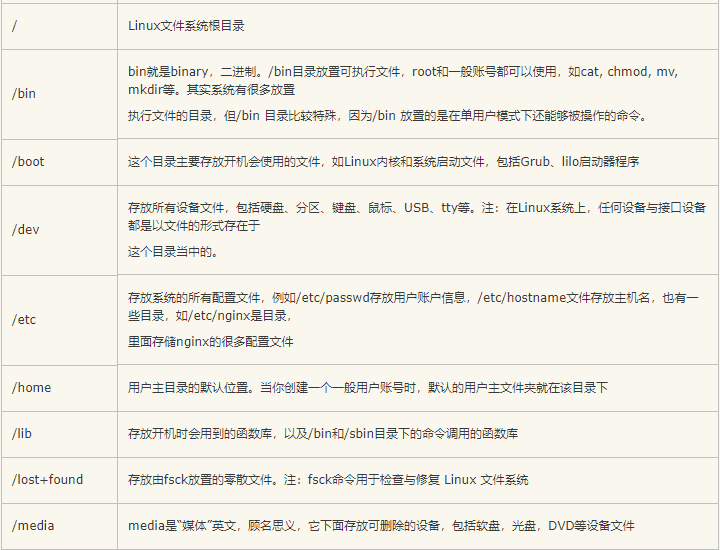 /
Linux文件系统根目录
/bin
bin就是binary，二进制。/bin目录放置可执行文件，root和一般账号都可以使用，如cat, chmod, mv,
mkdir等。其实系统有很多放置
执行文件的目录，但/bin 目录比较特殊，因为/bin 放置的是在单用户模式下还能够被操作的命令。
/boot
这个目录主要存放开机会使用的文件，如Linux内核和系统启动文件，包括Grub、lilo启动器程序
/dev
存放所有设备文件，包括硬盘、分区、键盘、鼠标、USB、tty等。注：在Linux系统上，任何设备与接口设备
都是以文件的形式存在于
这个目录当中的。
/etc
存放系统的所有配置文件，例如/etc/passwd存放用户账户信息，/etc/hostname文件存放主机名，也有一
些目录，如/etc/nginx是目录，
里面存储nginx的很多配置文件
/home
用户主目录的默认位置。当你创建一个一般用户账号时，默认的用户主文件夹就在该目录下
/lib
存放开机时会用到的函数库，以及/bin和/sbin目录下的命令调用的函数库
/lost+found
存放由fsck放置的零散文件。注：fsck命令用于检查与修复 Linux 文件系统
/media
media是“媒体”英文，顾名思义，它下面存放可删除的设备，包括软盘，光盘，DVD等设备文件